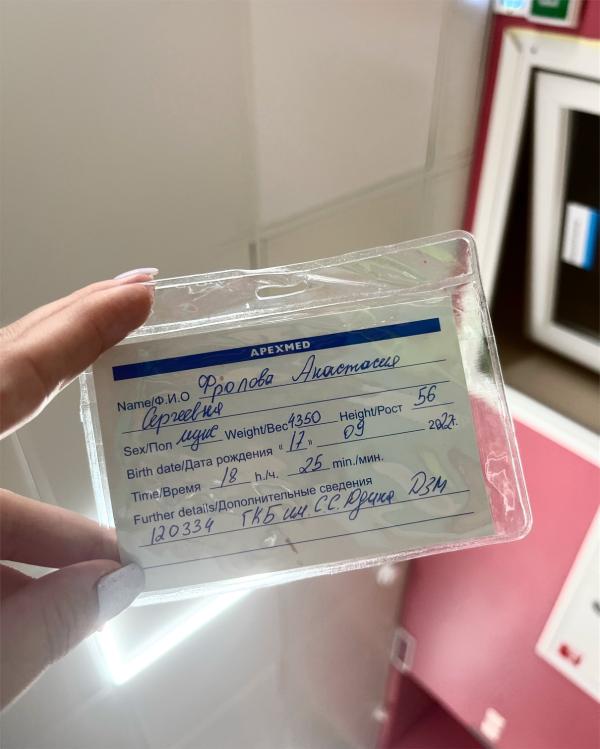 APEXMED
Name/Ф.И.О Фролова Анастасия
Сергеевна
Sex/Пол муж Weight/Вес 4350 Height/Рост 56
Birth date/Дата рождения "17" 09 2022г.
Time/Время 18 h./ч. 25 min./мин.
Further details/Дополнительные сведения
120334 ГКБ им С.С. Юдина ДЗМ